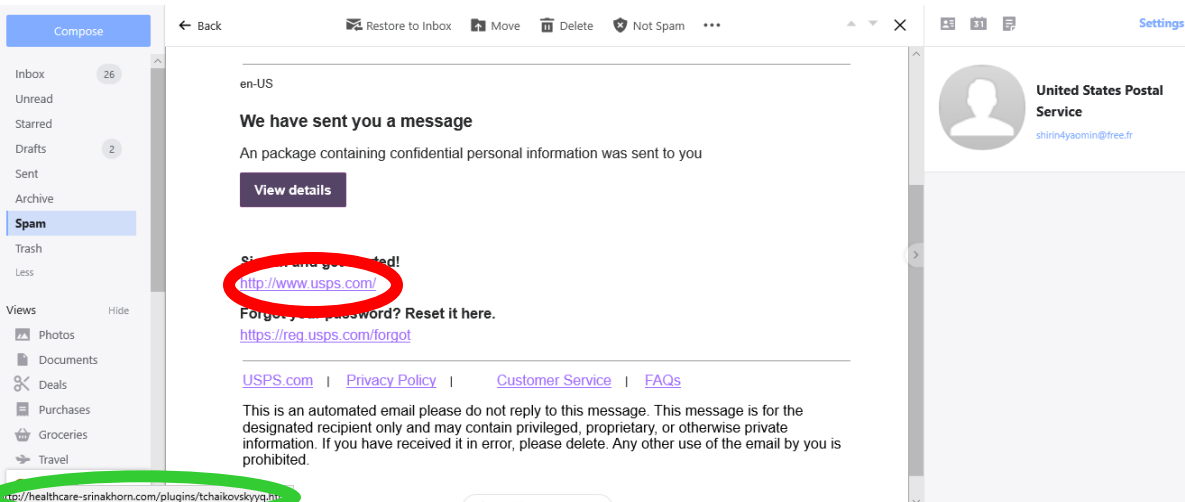 Compose
Back
Restore to Inbox
Move
Delete
Not Spam
Settings
Inbox 26
Unread
Starred
Drafts 2
Sent
Archive
Spam
Trash
Less
Views Hide
Photos
Documents
Deals
Purchases
Groceries
Travel
en-US
We have sent you a message
An package containing confidential personal information was sent to you
View details
http://www.usps.com/
Forgot your password? Reset it here.
https://reg.usps.com/forgot
USPS.com | Privacy Policy | Customer Service | FAQs
This is an automated email please do not reply to this message. This message is for the
designated recipient only and may contain privileged, proprietary, or otherwise private
information. If you have received it in error, please delete. Any other use of the email by you is
prohibited.
31
United States Postal
Service
shirin4yaomin@free.fr
http://healthcare-srinakhorn.com/plugins/tchaikovskyyq.